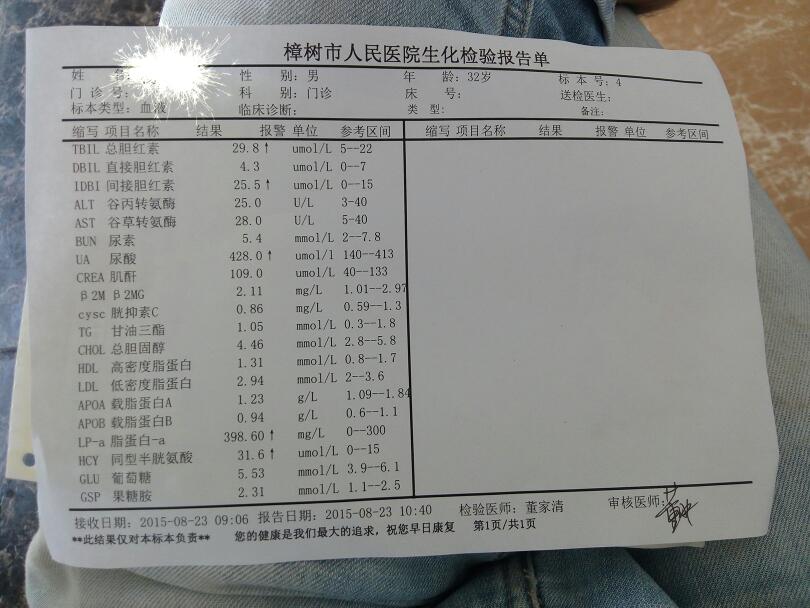 樟树市人民医院生化检验报告单
姓 性 别：男 年 龄：32岁 标 本 号：4
门 诊 号 科 别：门诊 床 号： 送检医生：
标本类型：血液 临床诊断： 类 型： 备注：
缩写 项目名称 结果 报警 单位 参考区间 缩写 项目名称 结果 报警 单位 参考区间
TBIL 总胆红素 29.8 ↑ umol/L 5--22
DBIL 直接胆红素 4.3 umol/L 0--7
IDBI 间接胆红素 25.5 ↑ umol/L 0--15
ALT 谷丙转氨酶 25.0 U/L 3-40
AST 谷草转氨酶 28.0 U/L 5-40
BUN 尿素 5.4 mmol/L 2--7.8
UA 尿酸 428.0 ↑ umol/l 140--413
CREA 肌酐 109.0 umol/L 40--133
β2M β2MG 2.11 mg/L 1.01--2.97
cysc 胱抑素C 0.86 mg/L 0.59--1.3
TG 甘油三酯 1.05 mmol/L 0.3--1.8
CHOL 总胆固醇 4.46 mmol/L 2.8--5.8
HDL 高密度脂蛋白 1.31 mmol/L 0.8--1.7
LDL 低密度脂蛋白 2.94 mmol/L 2--3.6
APOA 载脂蛋白A 1.23 g/L 1.09--1.84
APOB 载脂蛋白B 0.94 g/L 0.6--1.1
LP-a 脂蛋白-a 398.60 ↑ mg/L 0--300
HCY 同型半胱氨酸 31.6 ↑ umol/L 0--15
GLU 葡萄糖 5.53 mmol/L 3.9--6.1
GSP 果糖胺 2.31 mmol/L 1.1--2.5
接收日期：2015-08-23 09:06 报告日期：2015-08-23 10:40 检验医师：董家清 审核医师：
**此结果仅对本标本负责** 您的健康是我们最大的追求，祝您早日康复 第1页/共1页